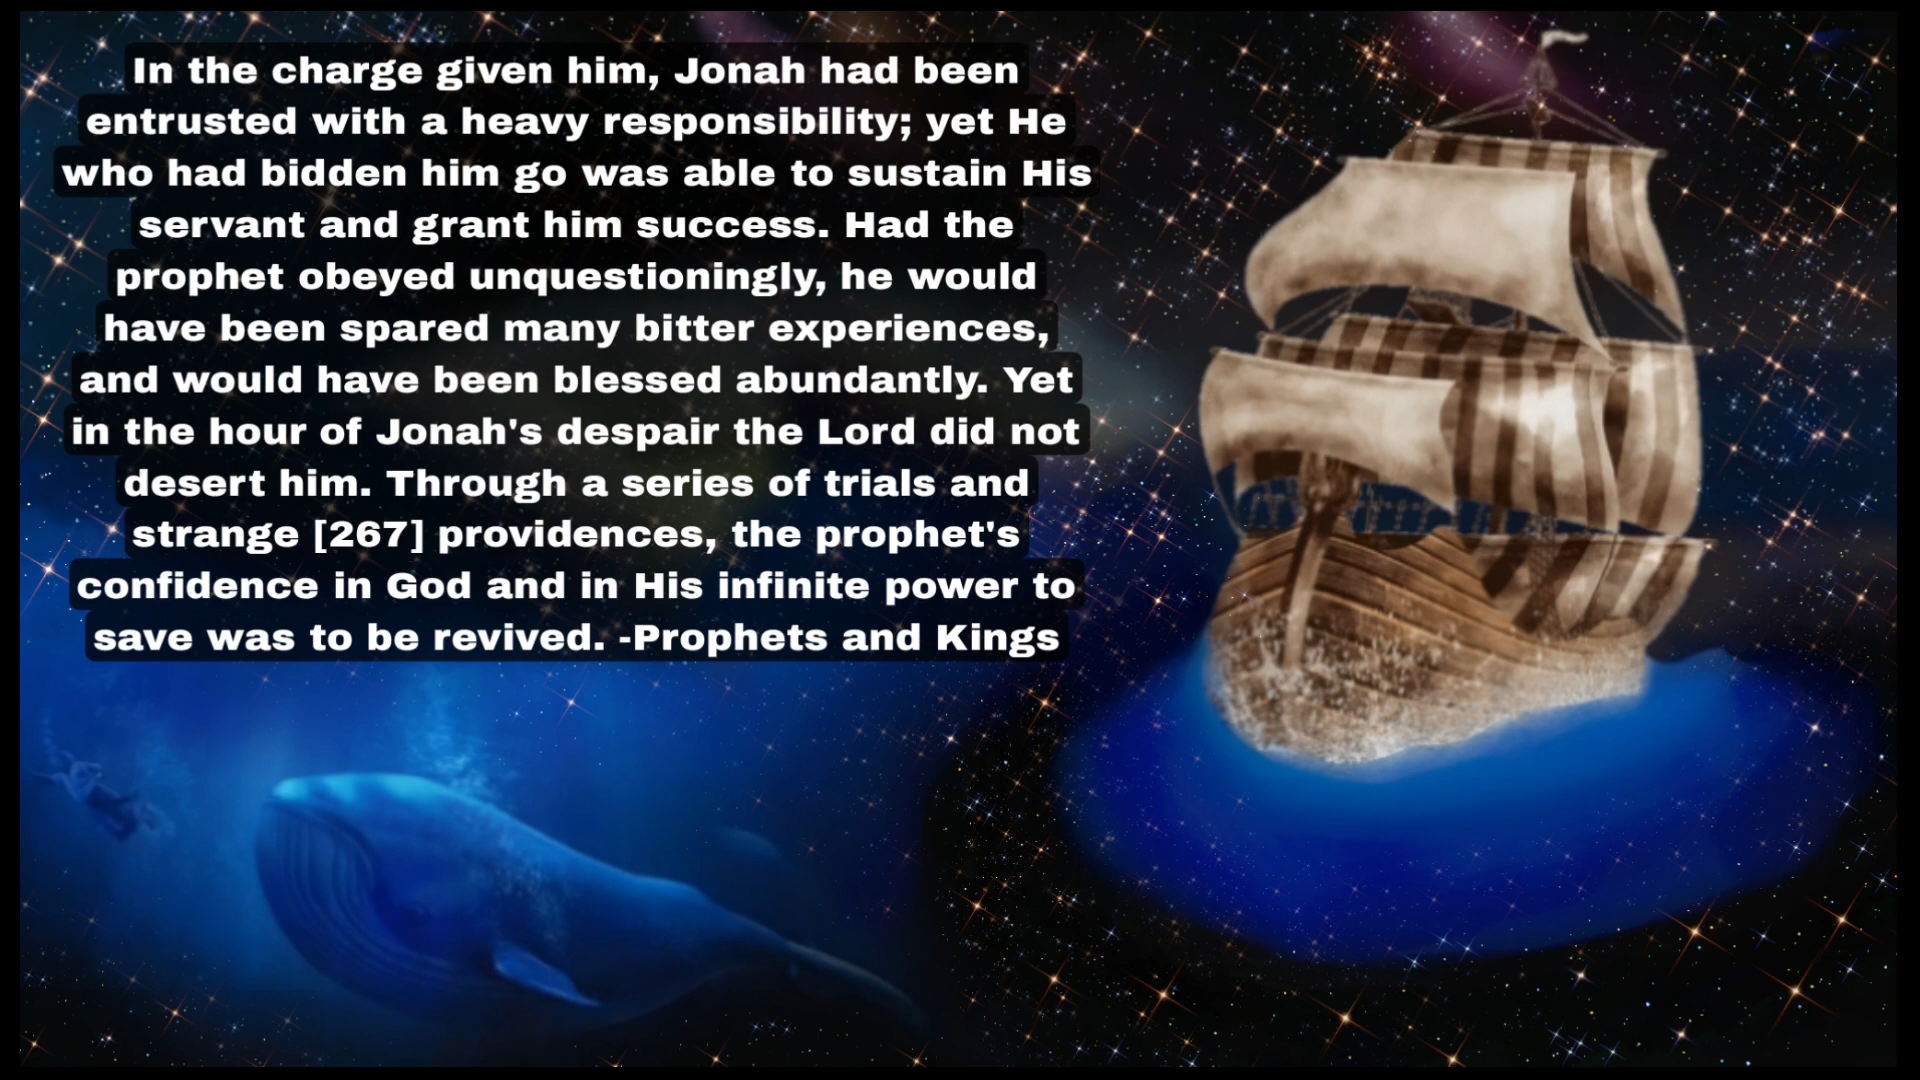 In the charge given him, Jonah had been
entrusted with a heavy responsibility; yet He
who had bidden him go was able to sustain His
servant and grant him success. Had the
prophet obeyed unquestioningly, he would
have been spared many bitter experiences,
and would have been blessed abundantly. Yet
in the hour of Jonah's despair the Lord did not
desert him. Through a series of trials and
strange [267] providences, the prophet's
confidence in God and in His infinite power to
save was to be revived. -Prophets and Kings